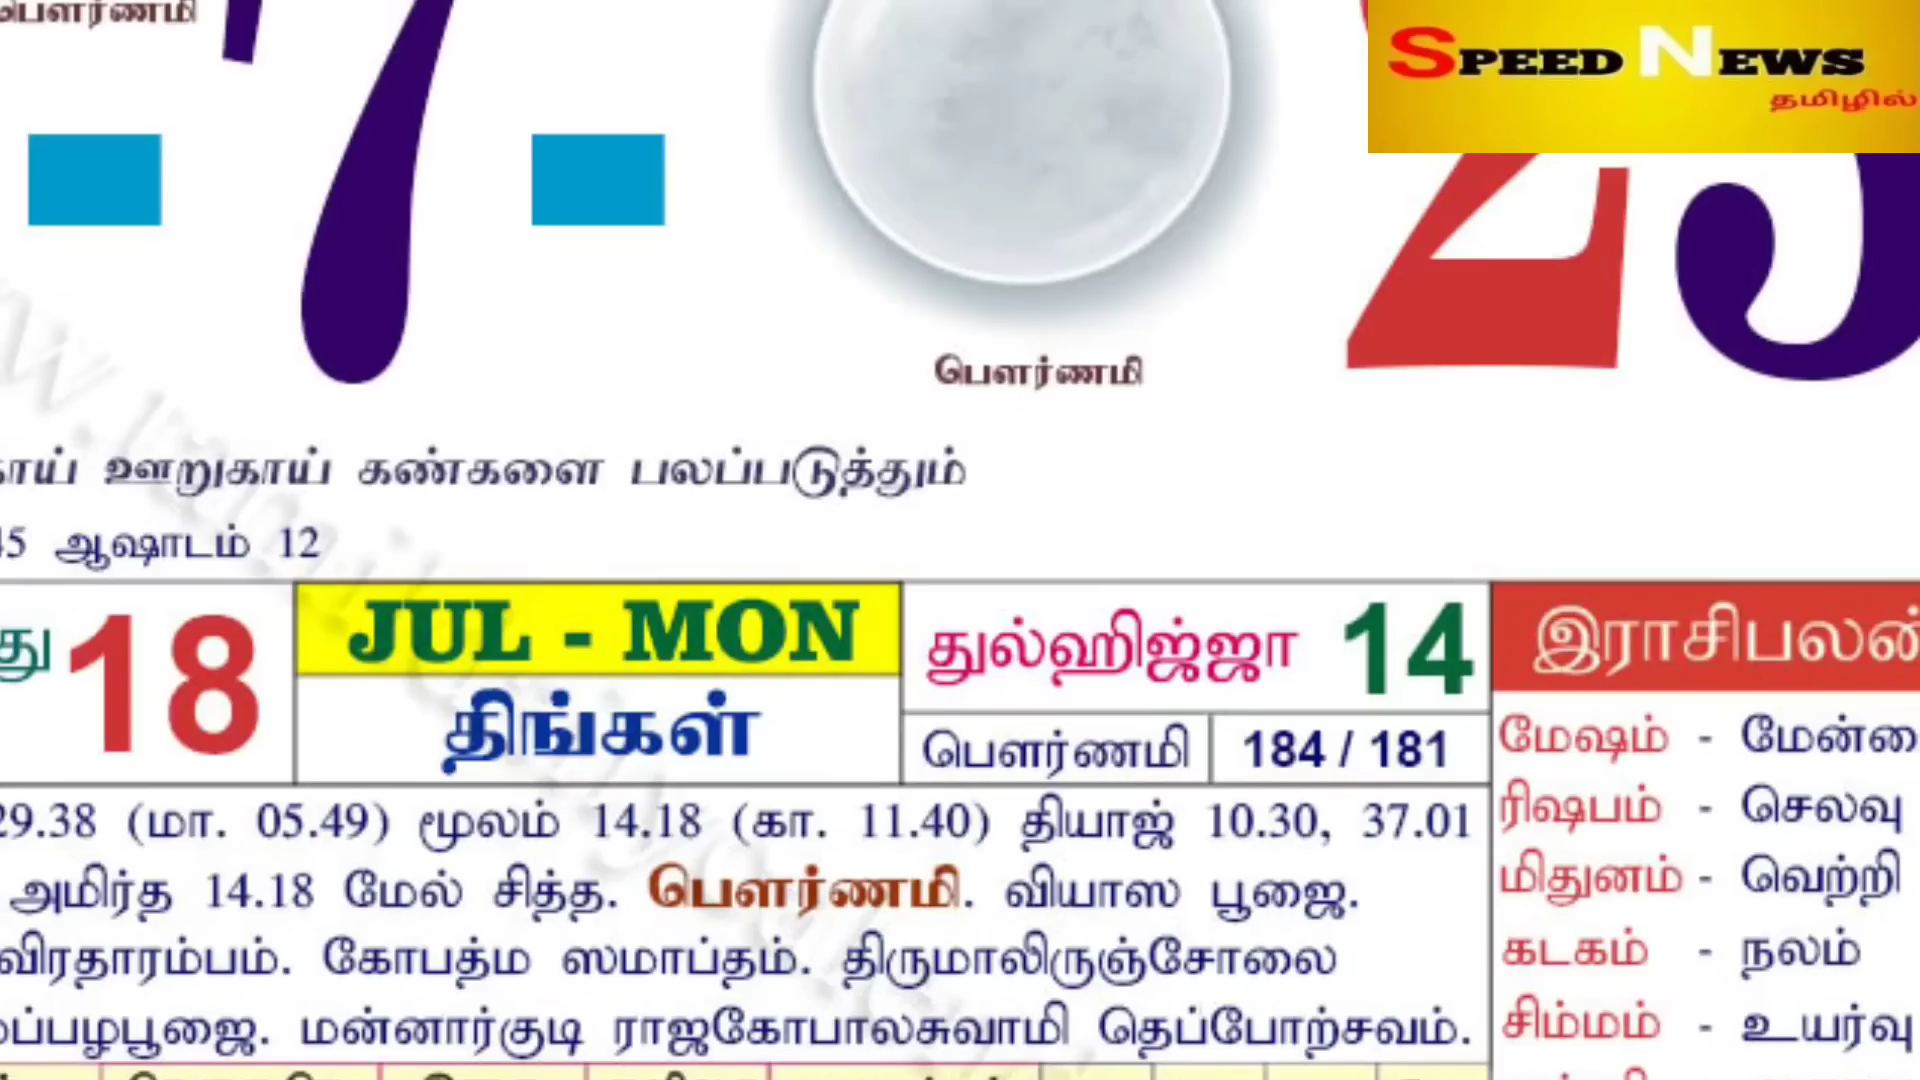 பௌர்ணமி
SPEED NEWS
தமிழில்
- 7 - 23
பௌர்ணமி
ஊறுகாய் கண்களை பலப்படுத்தும்
45 ஆஷாடம் 12
18 JUL - MON துல்ஹிஜ்ஜா 14 இராசிபலன்
திங்கள் பௌர்ணமி 184 / 181
மேஷம் -
29.38 (மா. 05.49) மூலம் 14.18 (கா. 11.40) தியாஜ் 10.30, 37.01 ரிஷபம் - செலவு
அமிர்த 14.18 மேல் சித்த. பௌர்ணமி. வியாஸ பூஜை. மிதுனம் - வெற்றி
விரதாரம்பம். கோபத்ம ஸமாப்தம். திருமாலிருஞ்சோலை கடகம் - நலம்
மன்னார்குடி ராஜகோபாலசுவாமி தெப்போற்சவம். சிம்மம் - உயர்வு